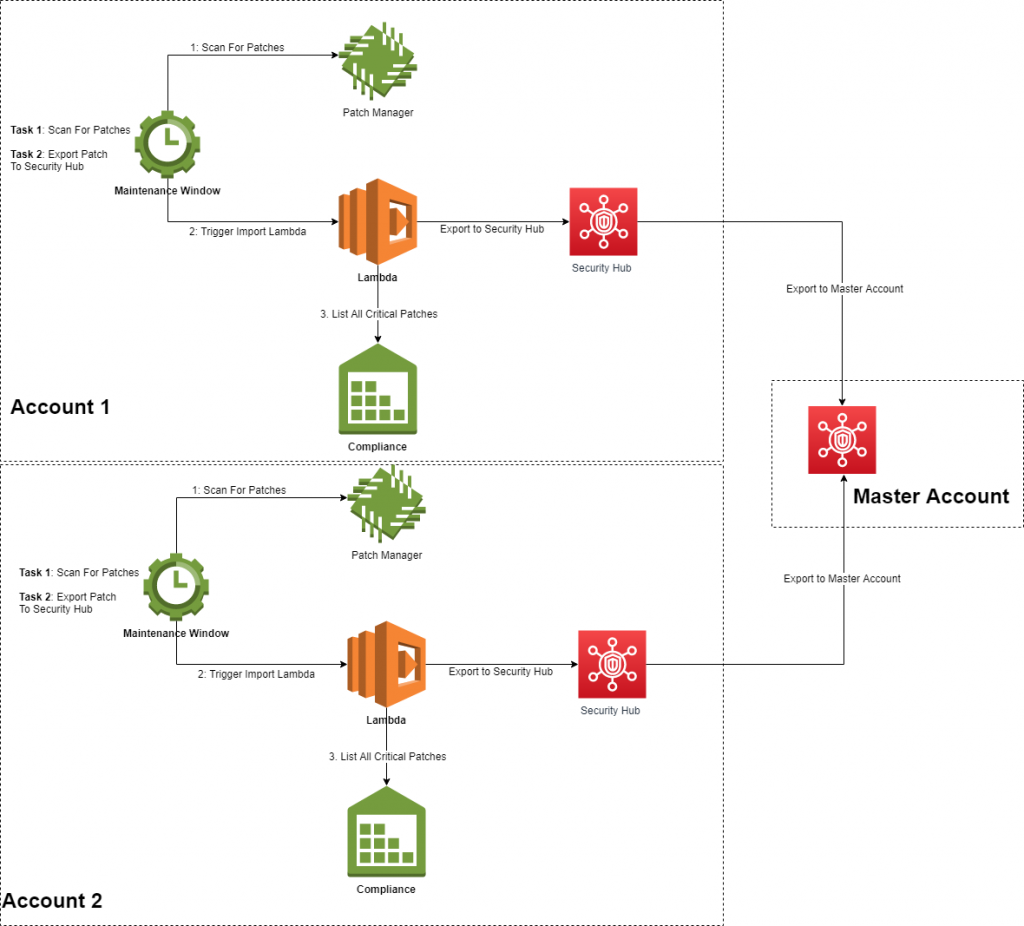 1: Scan For Patches
Patch Manager
Task 1: Scan For Patches
Task 2: Export Patch
To Security Hub
Maintenance Window
2: Trigger Import Lambda
Export to Security Hub
Lambda
Security Hub
3. List All Critical Patches
Compliance
Account 1
Export to Master Account
Master Account
1: Scan For Patches
Patch Manager
Task 1: Scan For Patches
Task 2: Export Patch
To Security Hub
Maintenance Window
2: Trigger Import Lambda
Export to Security Hub
Lambda
Security Hub
3. List All Critical Patches
Compliance
Account 2
Export to Master Account